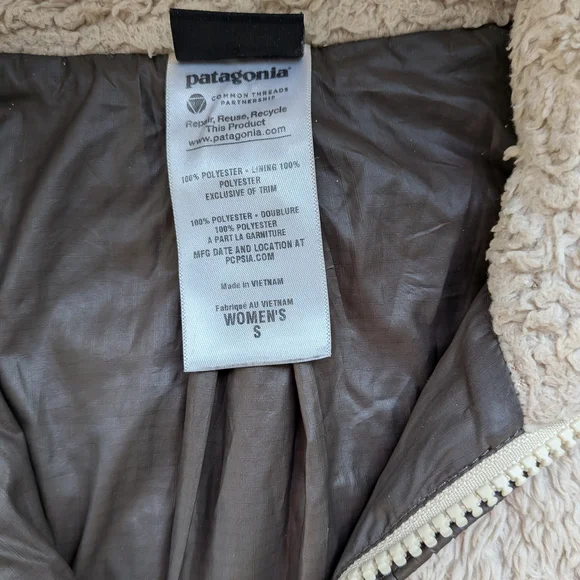 patagonia
COMMON THREADS
PARTNERSHIP
Repair, Reuse, Recycle
This Product
www.patagonia.com
100% POLYESTER • LINING 100%
POLYESTER
EXCLUSIVE OF TRIM
100% POLYESTER • DOUBLURE
100% POLYESTER
A PART LA GARNITURE
MFG DATE AND LOCATION AT
PCPSIA.COM
Made in VIETNAM
Fabriqué AU VIETNAM
WOMEN'S
S